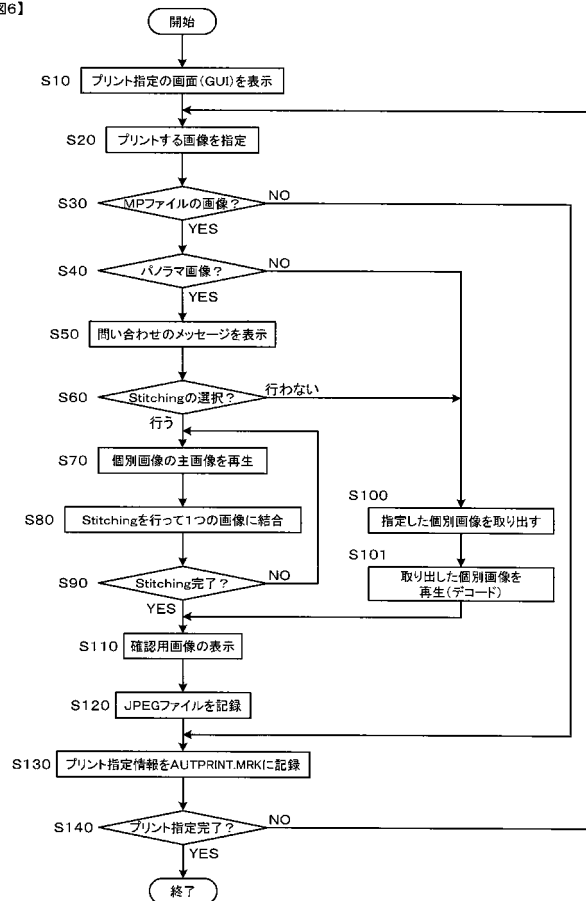 図6】
開始
S10 プリント指定の画面(GUI)を表示
S20 プリントする画像を指定
S30 MPファイルの画像? NO
YES
S40 パノラマ画像? NO
YES
S50 問い合わせのメッセージを表示
S60 Stitchingの選択? 行わない
行う
S70 個別画像の主画像を再生
S80 Stitchingを行って1つの画像に結合
S90 Stitching完了? NO
YES
S100
指定した個別画像を取り出す
S101
取り出した個別画像を
再生(デコード)
S110 確認用画像の表示
S120 JPEGファイルを記録
S130 プリント指定情報をAUTPRINT.MRKに記録
S140 プリント指定完了? NO
YES
終了